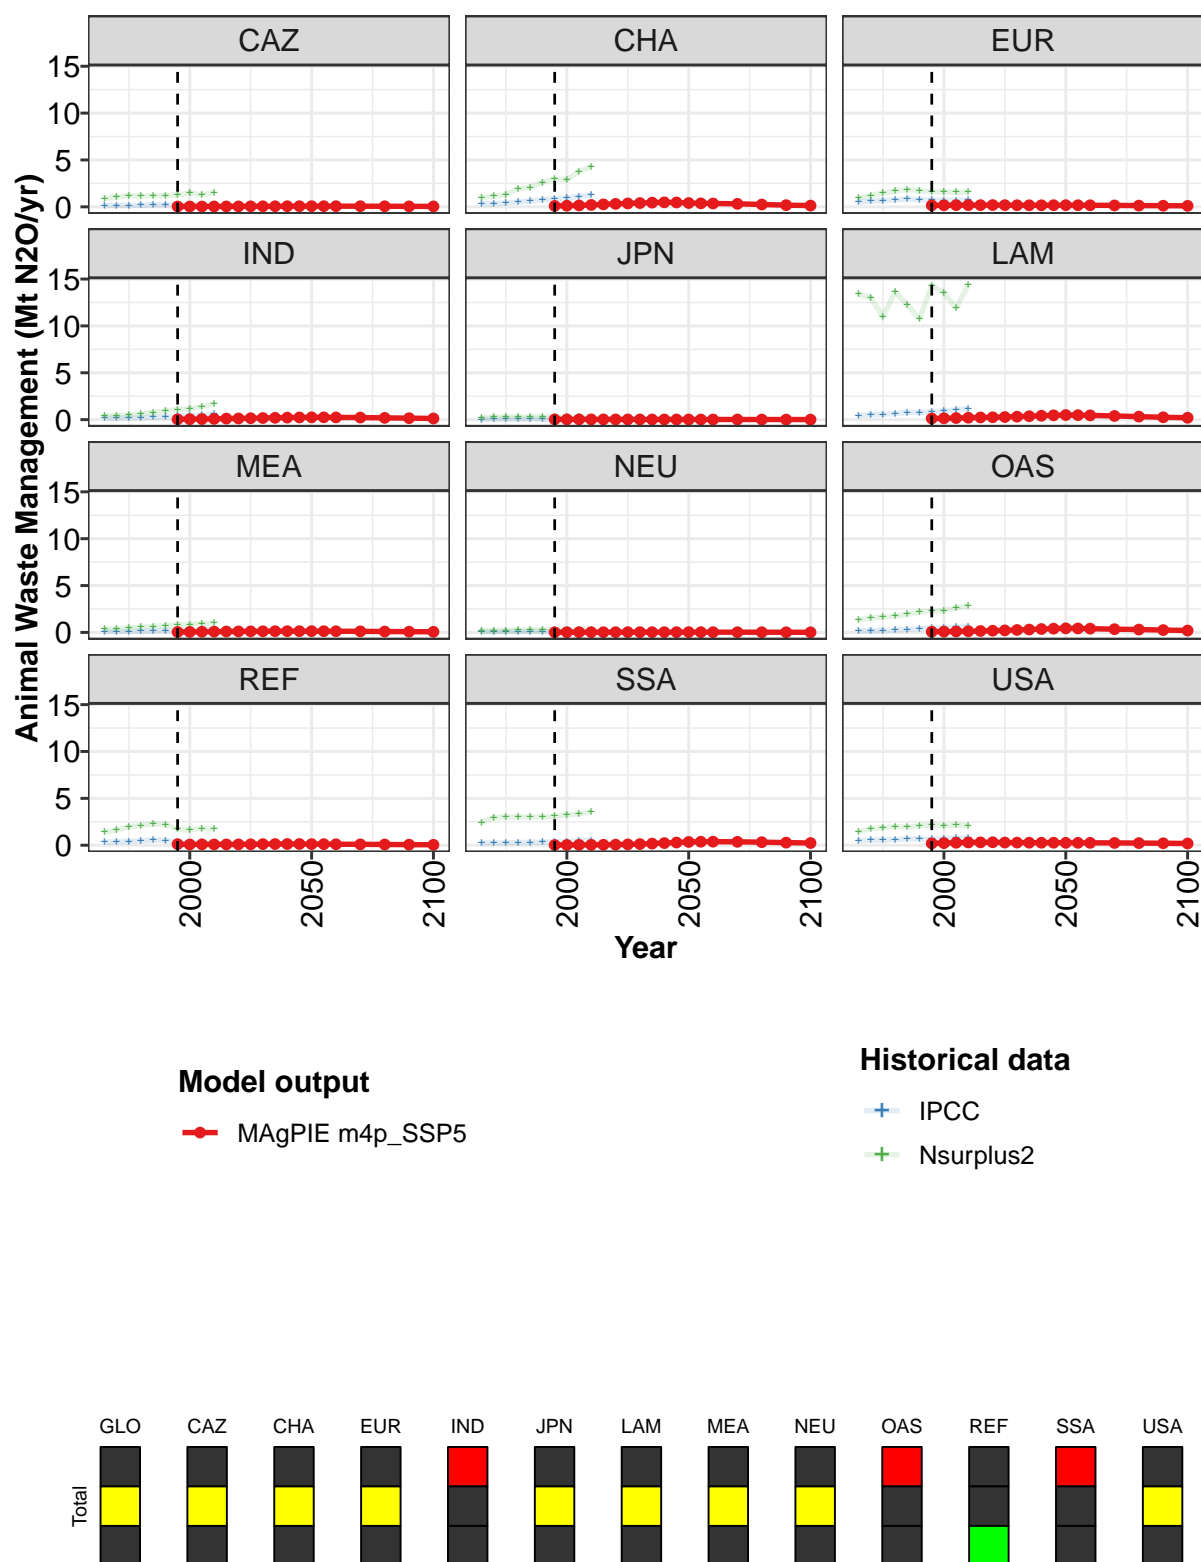 CAZ CHA EUR
15
10
5
0
IND JPN LAM
15
10
5
0
MEA NEU OAS
15
10
5
0
REF SSA USA
15
10
5
0
Animal Waste Management (Mt N2O/yr)
2000 2050 2100 2000 2050 2100 2000 2050 2100
Year
Model output
MAgPIE m4p_SSP5
Historical data
IPCC
Nsurplus2
GLO CAZ CHA EUR IND JPN LAM MEA NEU OAS REF SSA USA
Total